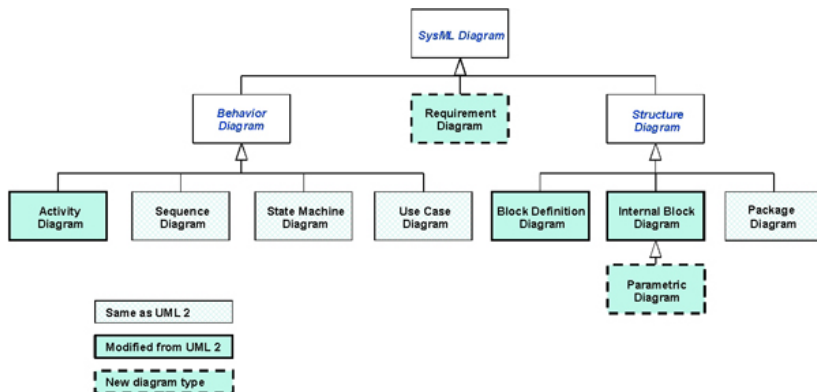 SysML Diagram
Behavior
Diagram
Requirement
Diagram
Structure
Diagram
Activity
Diagram
Sequence
Diagram
State Machine
Diagram
Use Case
Diagram
Block Definition
Diagram
Internal Block
Diagram
Package
Diagram
Parametric
Diagram
Same as UML 2
Modified from UML 2
New diagram type